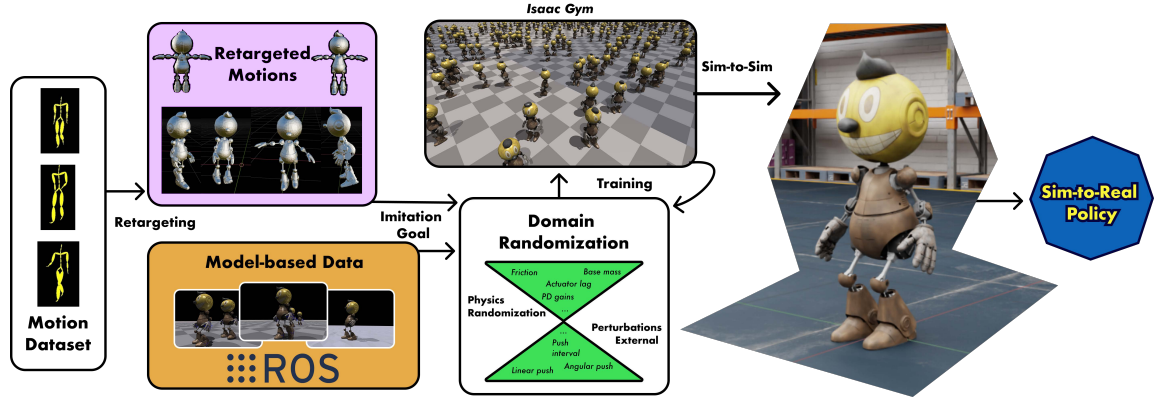 Motion
Dataset
Retargeting
Retargeted
Motions
Model-based Data
ROS
Imitation
Goal
Isaac Gym
Training
Domain
Randomization
Friction
Base mass
Actuator lag
PD gains
...
Physics
Randomization
Perturbations
External
...
Push
interval
Linear push
Angular push
Sim-to-Sim
Sim-to-Real
Policy